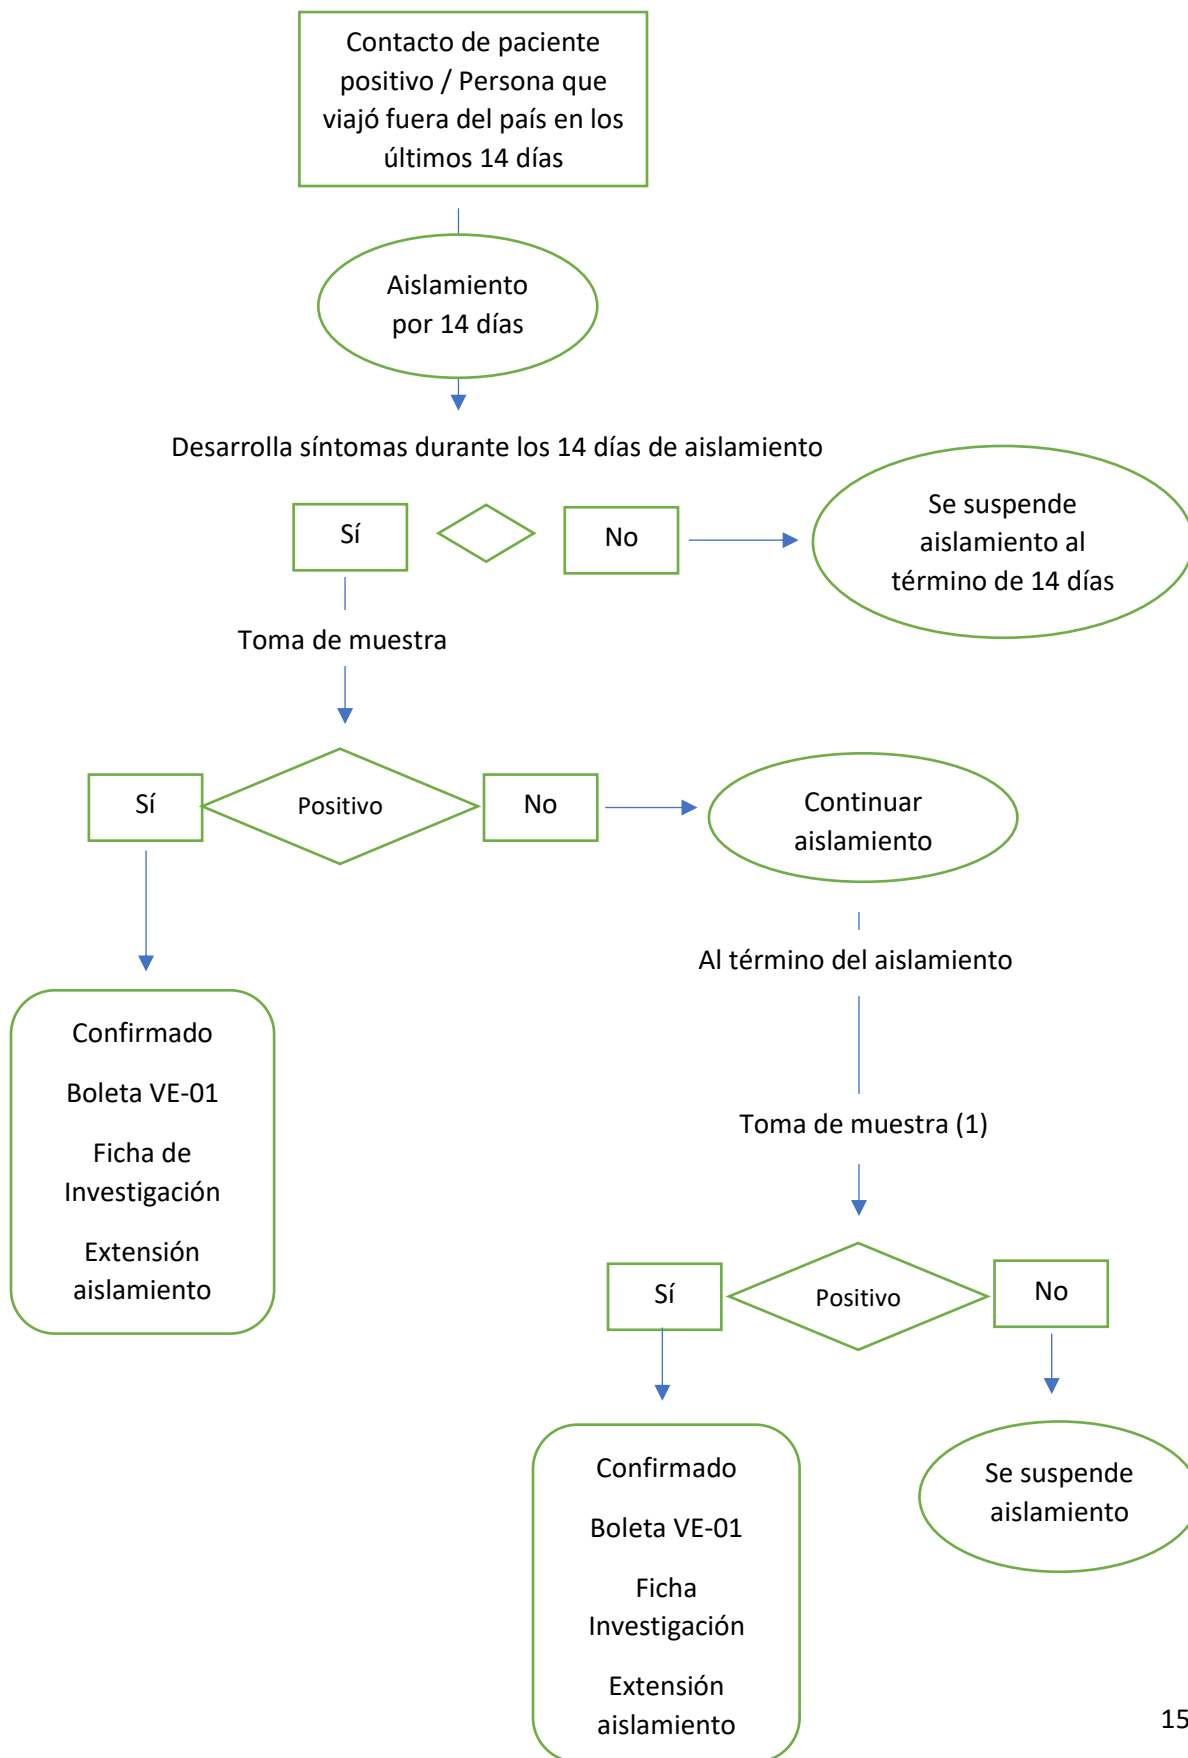 Contacto de paciente
positivo / Persona que
viajó fuera del país en los
últimos 14 días
Aislamiento
por 14 días
Desarrolla síntomas durante los 14 días de aislamiento
Sí
No
Se suspende
aislamiento al
término de 14 días
Toma de muestra
Sí
Positivo
No
Continuar
aislamiento
Al término del aislamiento
Confirmado
Boleta VE-01
Ficha de
Investigación
Extensión
aislamiento
Toma de muestra (1)
Sí
Positivo
No
Confirmado
Boleta VE-01
Ficha
Investigación
Extensión
aislamiento
Se suspende
aislamiento
15